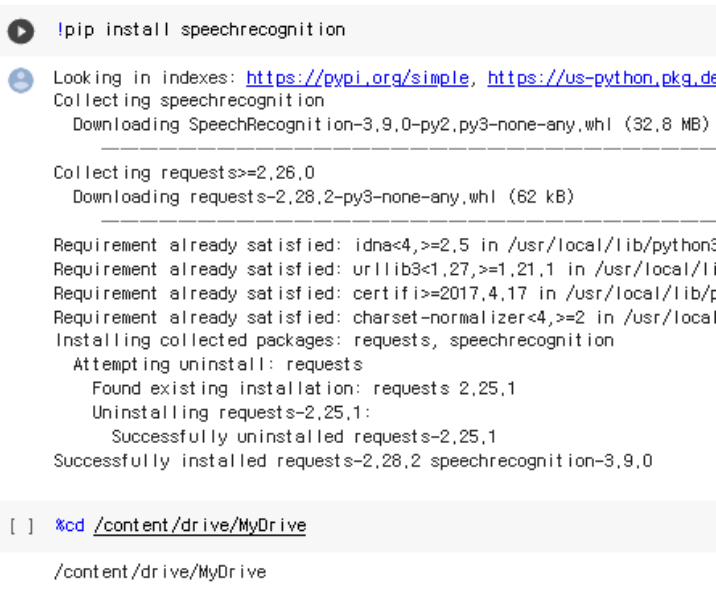 !pip install speechrecognition
Looking in indexes: https://pypi.org/simple, https://us-python.pkg.de
Collecting speechrecognition
Downloading SpeechRecognition-3.9.0-py2.py3-none-any.whl (32.8 MB)
Collecting requests>=2.26.0
Downloading requests-2.28.2-py3-none-any.whl (62 kB)
Requirement already satisfied: idna<4,>=2.5 in /usr/local/lib/python3
Requirement already satisfied: urllib3<1.27,>=1.21.1 in /usr/local/li
Requirement already satisfied: certifi>=2017.4.17 in /usr/local/lib/p
Requirement already satisfied: charset-normalizer<4,>=2 in /usr/local
Installing collected packages: requests, speechrecognition
Attempting uninstall: requests
Found existing installation: requests 2.25.1
Uninstalling requests-2.25.1:
Successfully uninstalled requests-2.25.1
Successfully installed requests-2.28.2 speechrecognition-3.9.0
[ ] %cd /content/drive/MyDrive
/content/drive/MyDrive